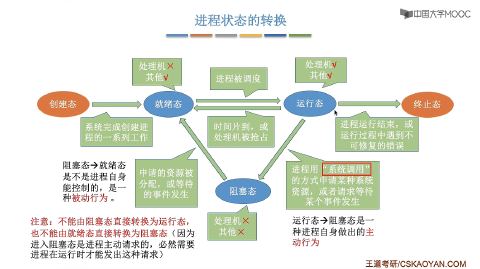 进程状态的转换
中国大学MOOC
处理机×
其他√
进程被调度
处理机√
其他√
创建态
就绪态
运行态
终止态
系统完成创建进
程的一系列工作
时间片到，或
处理机被抢占
进程运行结束，或
运行过程中遇到不
可修复的错误
阻塞态→就绪态
是不是进程自身
能控制的，是一
种被动行为。
申请的资源被
分配，或等待
的事件发生
阻塞态
进程用“系统调用”
的方式申请某种系统
资源，或者请求等待
某个事件发生
处理机×
其他×
运行态→阻塞态是一
种进程自身做出的主
动行为
注意：不能由阻塞态直接转换为运行态，
也不能由就绪态直接转换为阻塞态（因为
进入阻塞态是进程主动请求的，必然需要
进程在运行时才能发出这种请求）
王道考研/CSKAOYAN.COM